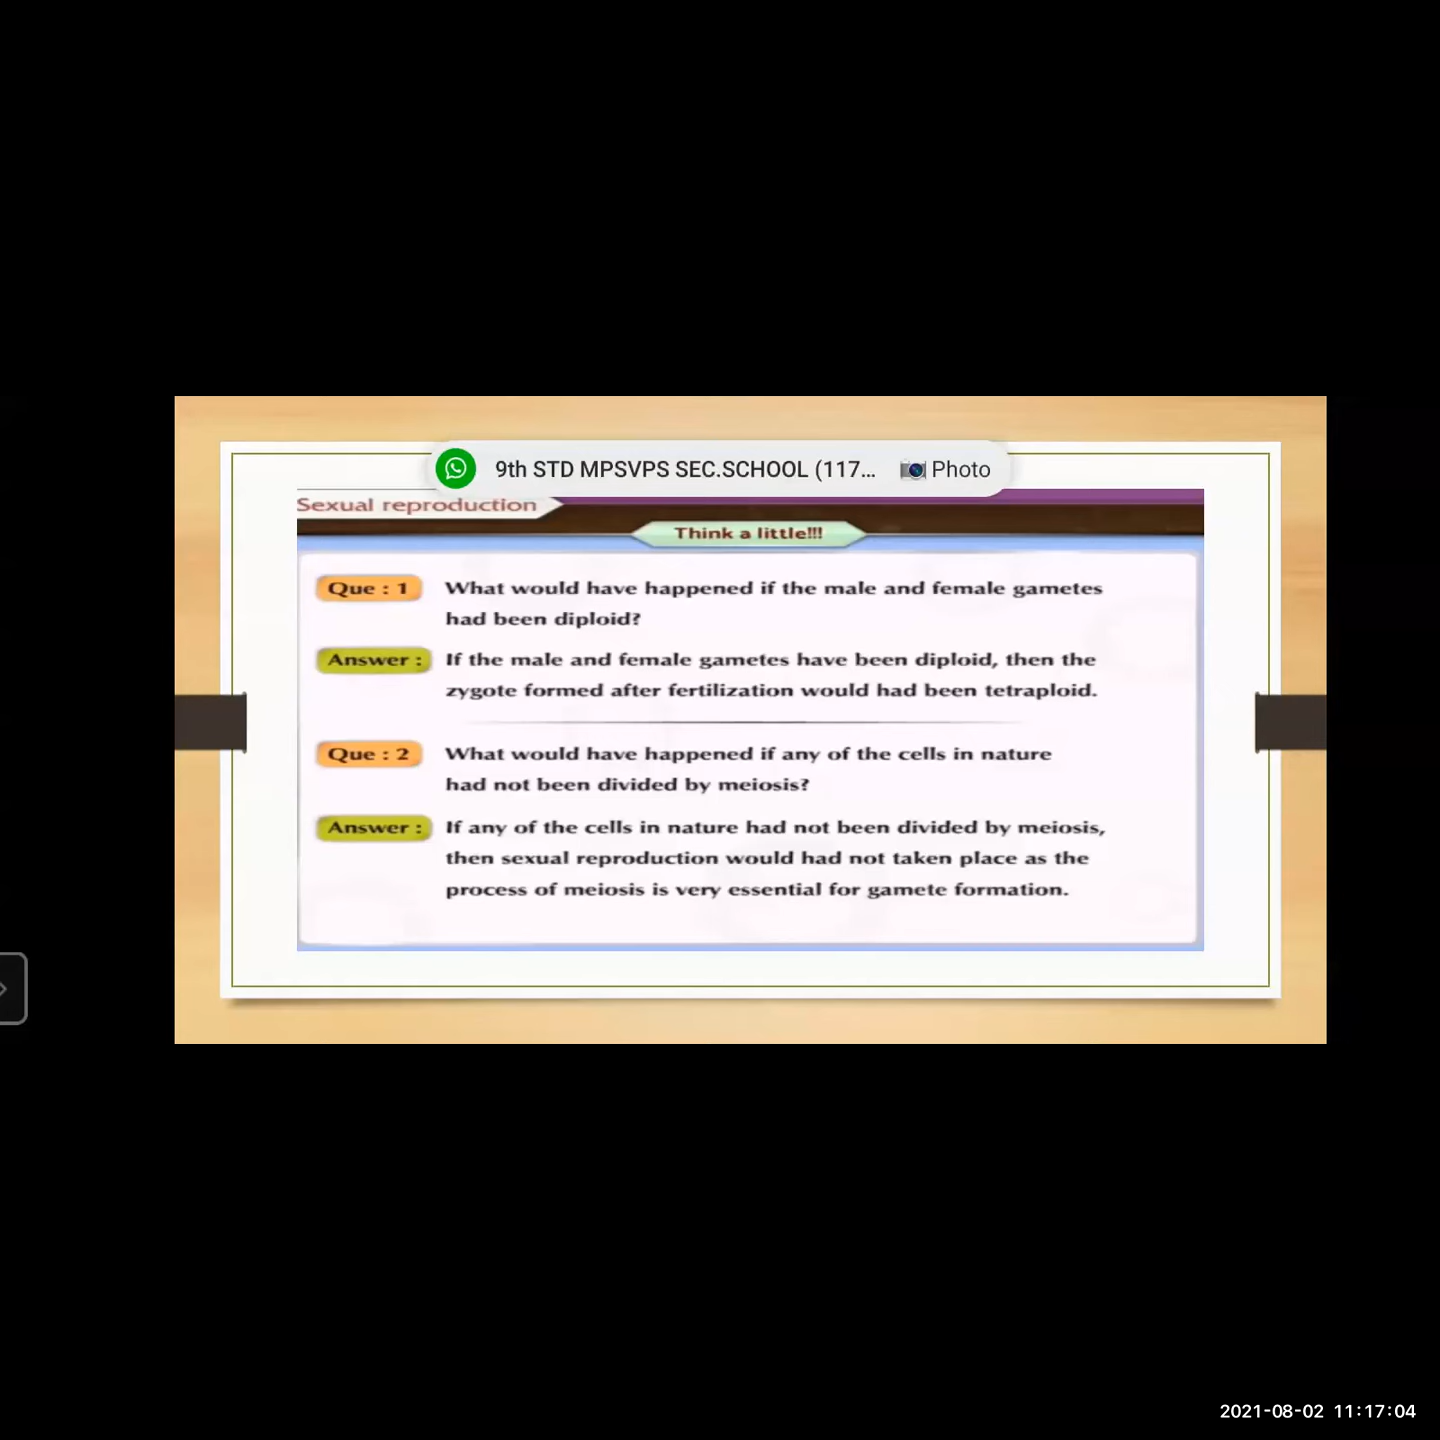 9th STD MPSVPS SEC.SCHOOL (117... Photo
Sexual reproduction
Think a little!!!
Que : 1 What would have happened if the male and female gametes
had been diploid?
Answer : If the male and female gametes have been diploid, then the
zygote formed after fertilization would had been tetraploid.
Que : 2 What would have happened if any of the cells in nature
had not been divided by meiosis?
Answer : If any of the cells in nature had not been divided by meiosis,
then sexual reproduction would had not taken place as the
process of meiosis is very essential for gamete formation.
2021-08-02 11:17:04